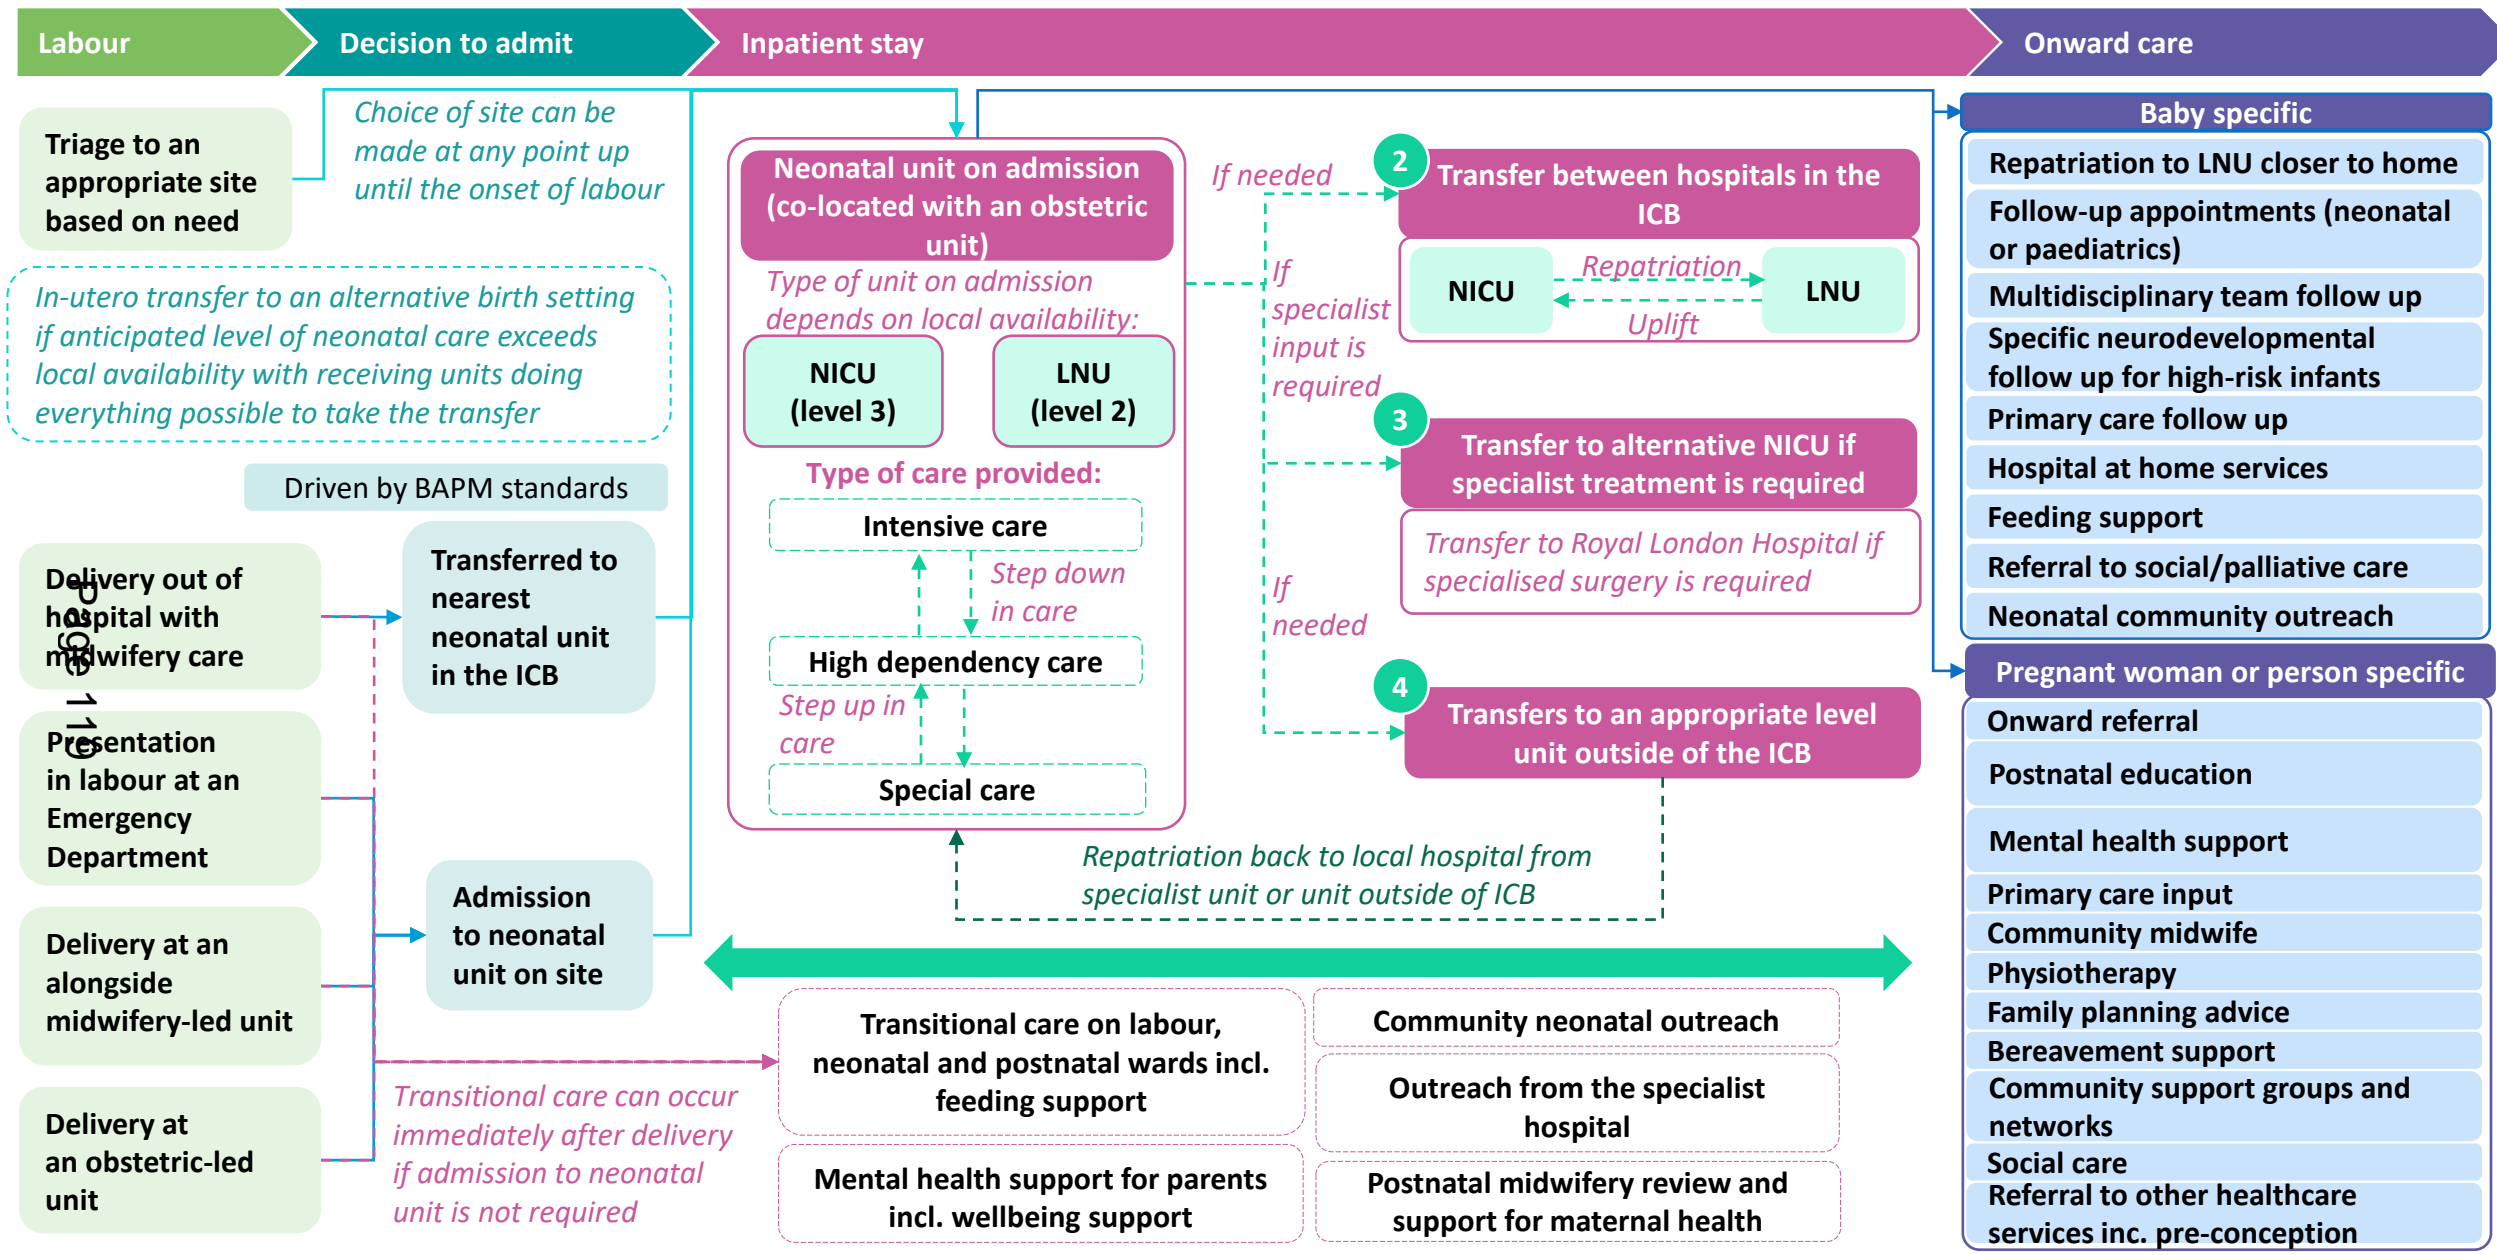 Labour
Decision to admit
Inpatient stay
Onward care
Triage to an
appropriate site
based on need
Choice of site can be
made at any point up
until the onset of labour
In-utero transfer to an alternative birth setting
if anticipated level of neonatal care exceeds
local availability with receiving units doing
everything possible to take the transfer
Driven by BAPM standards
Delivery out of
hospital with
midwifery care
Page 119
Presentation
in labour at an
Emergency
Department
Delivery at an
alongside
midwifery-led unit
Delivery at
an obstetric-led
unit
Transferred to
nearest
neonatal unit
in the ICB
Admission
to neonatal
unit on site
Transitional care can occur
immediately after delivery
if admission to neonatal
unit is not required
Neonatal unit on admission
(co-located with an obstetric
unit)
Type of unit on admission
depends on local availability:
NICU
(level 3)
LNU
(level 2)
Type of care provided:
Intensive care
Step down
in care
High dependency care
Step up in
care
Special care
If needed
If
specialist
input is
required
If
needed
2
Transfer between hospitals in the
ICB
NICU
Repatriation
Uplift
LNU
3
Transfer to alternative NICU if
specialist treatment is required
Transfer to Royal London Hospital if
specialised surgery is required
4
Transfers to an appropriate level
unit outside of the ICB
Repatriation back to local hospital from
specialist unit or unit outside of ICB
Transitional care on labour,
neonatal and postnatal wards incl.
feeding support
Mental health support for parents
incl. wellbeing support
Community neonatal outreach
Outreach from the specialist
hospital
Postnatal midwifery review and
support for maternal health
Baby specific
Repatriation to LNU closer to home
Follow-up appointments (neonatal
or paediatrics)
Multidisciplinary team follow up
Specific neurodevelopmental
follow up for high-risk infants
Primary care follow up
Hospital at home services
Feeding support
Referral to social/palliative care
Neonatal community outreach
Pregnant woman or person specific
Onward referral
Postnatal education
Mental health support
Primary care input
Community midwife
Physiotherapy
Family planning advice
Bereavement support
Community support groups and
networks
Social care
Referral to other healthcare
services inc. pre-conception